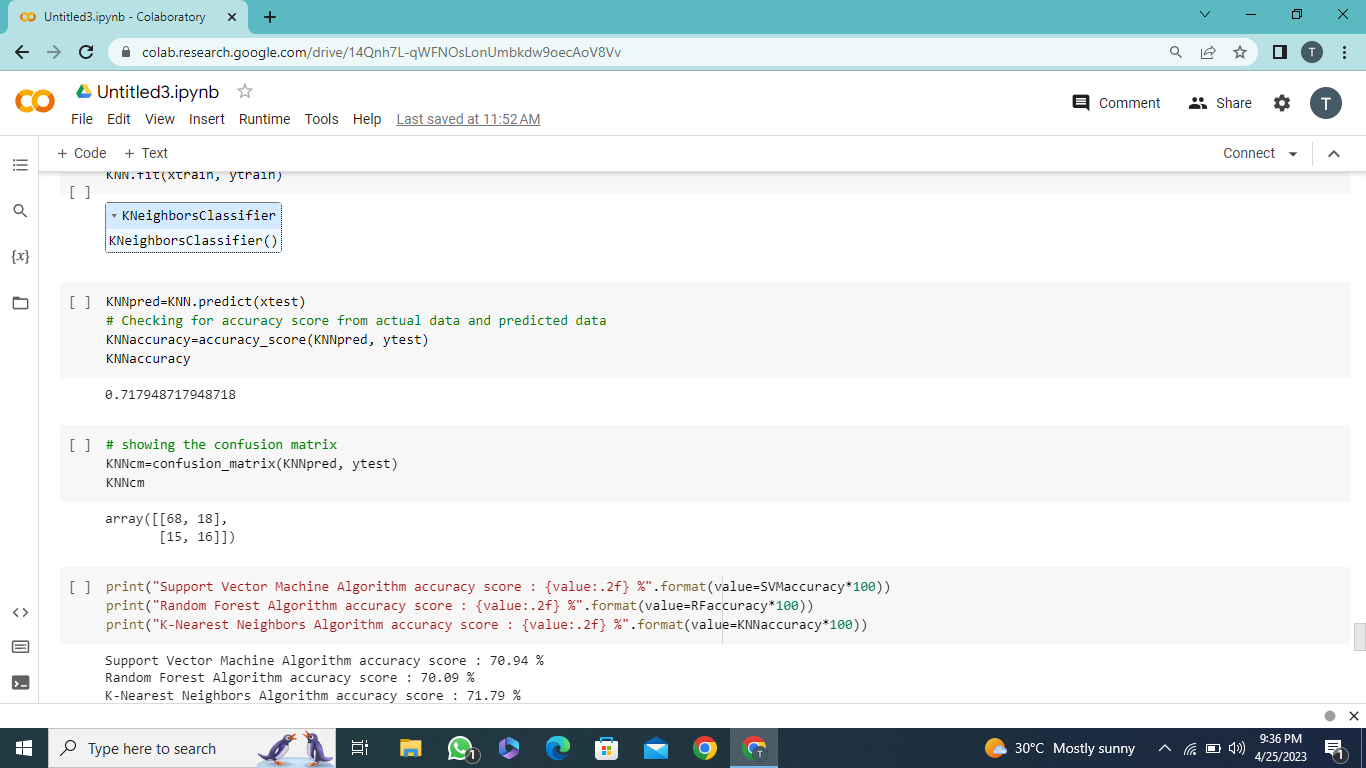 Untitled3.ipynb - Colaboratory
colab.research.google.com/drive/14Qnh7L-qWFNOsLonUmbkdw9oecAoV8Vv
T
Untitled3.ipynb
Comment
Share
T
File Edit View Insert Runtime Tools Help Last saved at 11:52 AM
+ Code + Text
Connect
KNN.fit(xtrain, ytrain)
[ ]
KNeighborsClassifier
KNeighborsClassifier()
{x}
[ ] KNNpred=KNN.predict(xtest)
# Checking for accuracy score from actual data and predicted data
KNNaccuracy=accuracy_score(KNNpred, ytest)
KNNaccuracy
0.717948717948718
[ ] # showing the confusion matrix
KNNcm=confusion_matrix(KNNpred, ytest)
KNNcm
array([[68, 18],
[15, 16]])
[ ] print("Support Vector Machine Algorithm accuracy score : {value:.2f} %".format(value=SVMaccuracy*100))
print("Random Forest Algorithm accuracy score : {value:.2f} %".format(value=RFaccuracy*100))
print("K-Nearest Neighbors Algorithm accuracy score : {value:.2f} %".format(value=KNNaccuracy*100))
Support Vector Machine Algorithm accuracy score : 70.94 %
Random Forest Algorithm accuracy score : 70.09 %
K-Nearest Neighbors Algorithm accuracy score : 71.79 %
Type here to search
1
T
30°C Mostly sunny
9:36 PM
4/25/2023
1